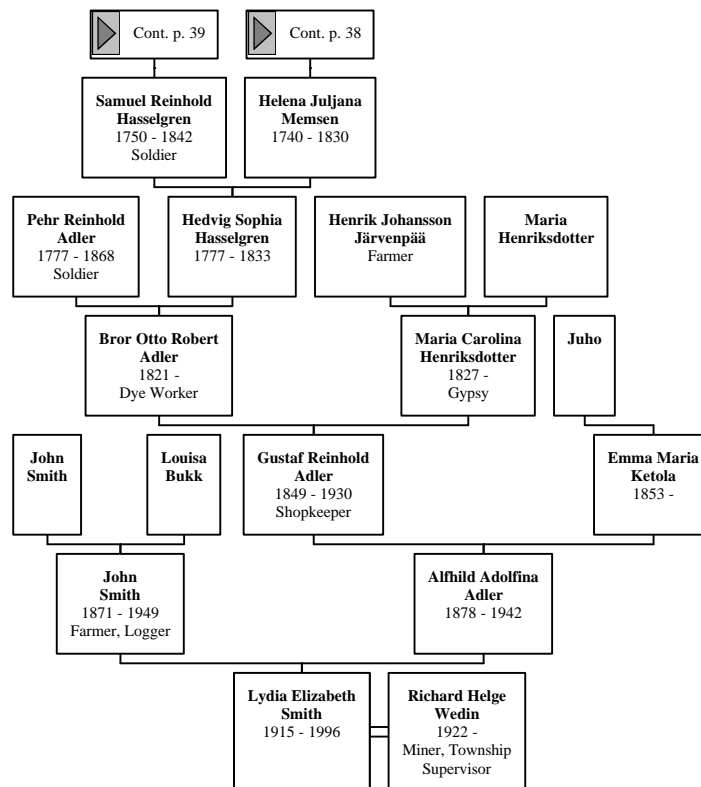 Cont. p. 39
Cont. p. 38
Samuel Reinhold
Hasselgren
1750 - 1842
Soldier
Helena Juljana
Memsen
1740 - 1830
Pehr Reinhold
Adler
1777 - 1868
Soldier
Hedvig Sophia
Hasselgren
1777 - 1833
Henrik Johansson
Järvenpää
Farmer
Maria
Henriksdotter
Bror Otto Robert
Adler
1821 -
Dye Worker
Maria Carolina
Henriksdotter
1827 -
Gypsy
Juho
John
Smith
Louisa
Bukk
Gustaf Reinhold
Adler
1849 - 1930
Shopkeeper
Emma Maria
Ketola
1853 -
John
Smith
1871 - 1949
Farmer, Logger
Alfhild Adolfina
Adler
1878 - 1942
Lydia Elizabeth
Smith
1915 - 1996
Richard Helge
Wedin
1922 -
Miner, Township
Supervisor